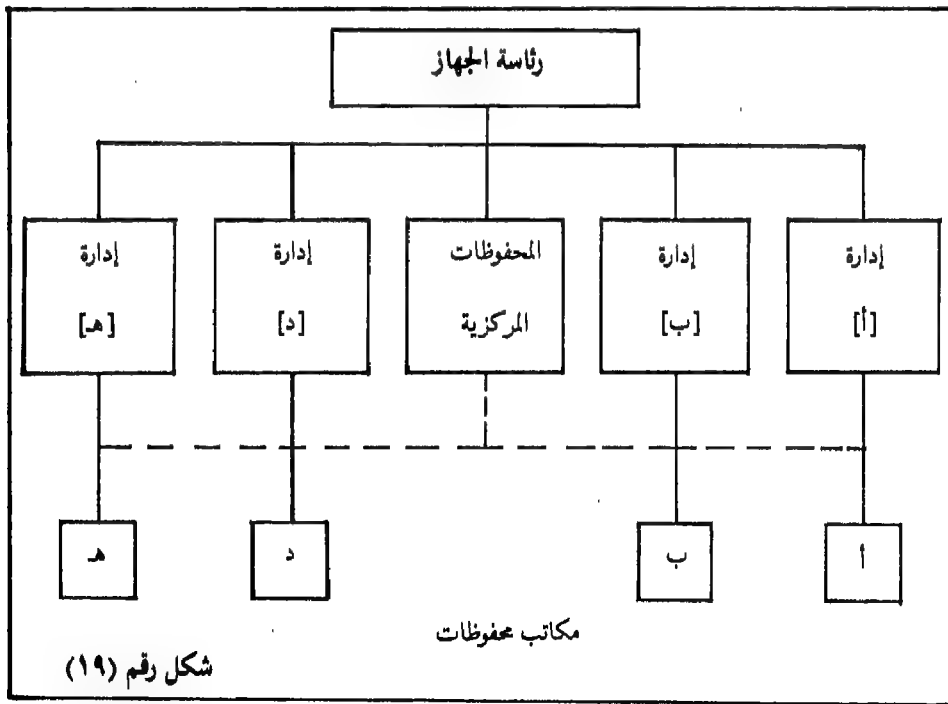 رئاسة الجهاز
إدارة
[أ]
إدارة
[ب]
المحفوظات
المركزية
إدارة
[د]
إدارة
[هـ]
أ
ب
د
هـ
مكاتب محفوظات
شكل رقم (١٩)